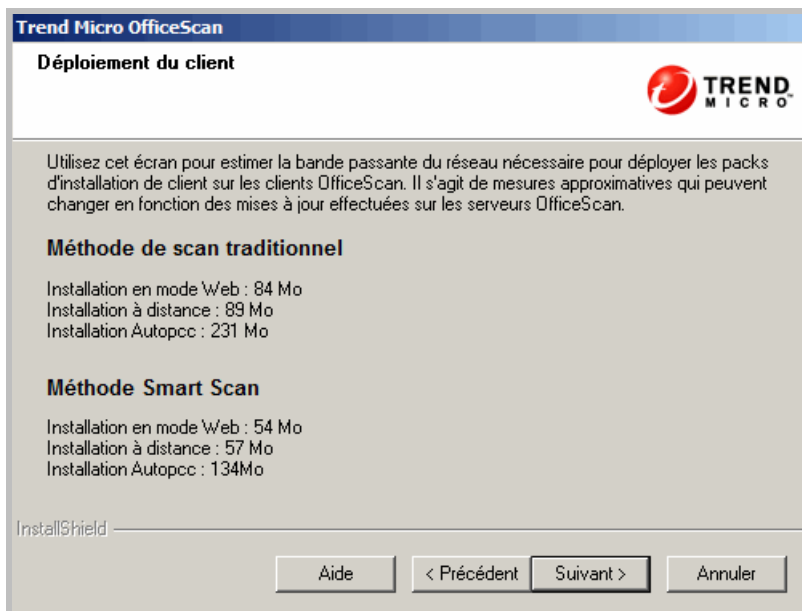 Trend Micro OfficeScan
Déploiement du client
TREND
MICRO
Utilisez cet écran pour estimer la bande passante du réseau nécessaire pour déployer les packs
d'installation de client sur les clients OfficeScan. Il s'agit de mesures approximatives qui peuvent
changer en fonction des mises à jour effectuées sur les serveurs OfficeScan.
Méthode de scan traditionnel
Installation en mode Web : 84 Mo
Installation à distance : 89 Mo
Installation Autopcc : 231 Mo
Méthode Smart Scan
Installation en mode Web : 54 Mo
Installation à distance : 57 Mo
Installation Autopcc : 134Mo
InstallShield
Aide
< Précédent
Suivant >
Annuler